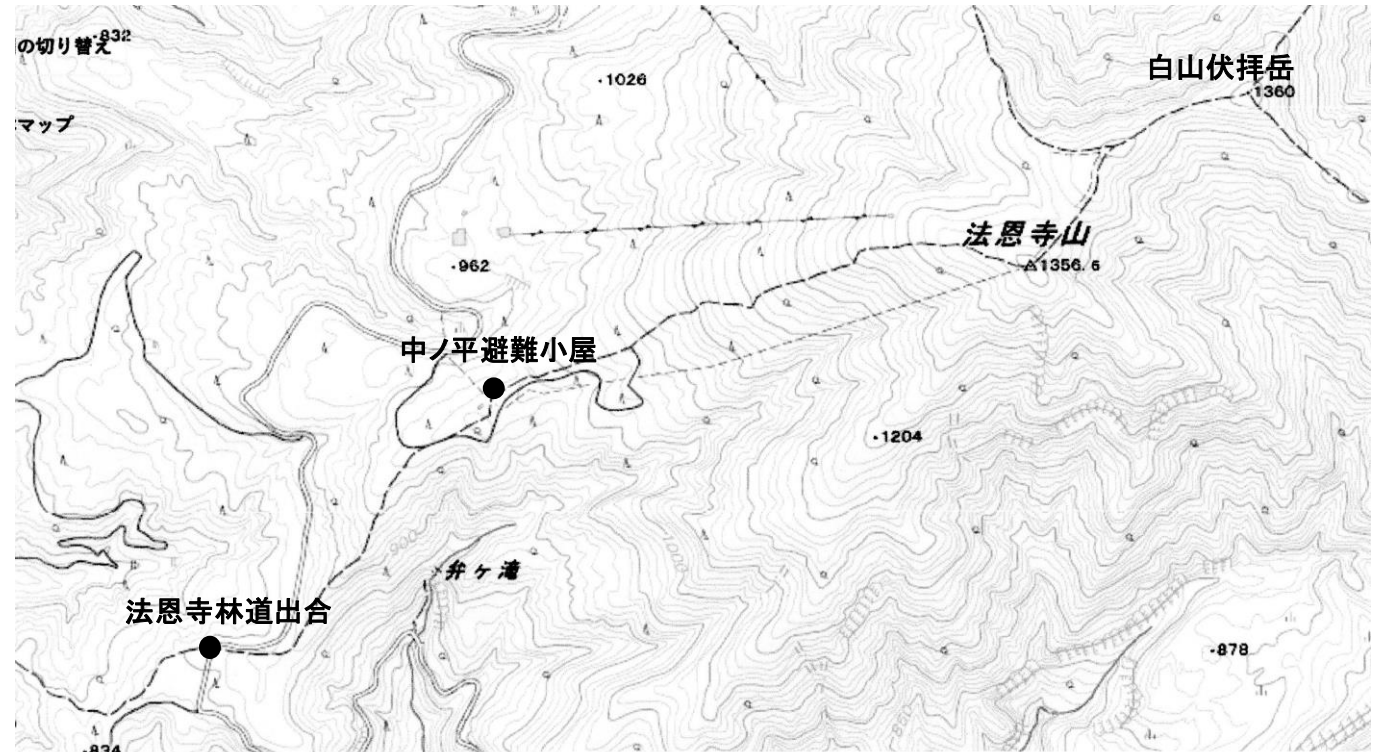 の切り替え
832
マップ
1026
白山伏拝岳
1360
法恩寺山
1356.6
962
中ノ平避難小屋
1204
900
1000
弁ヶ滝
法恩寺林道出合
878
834